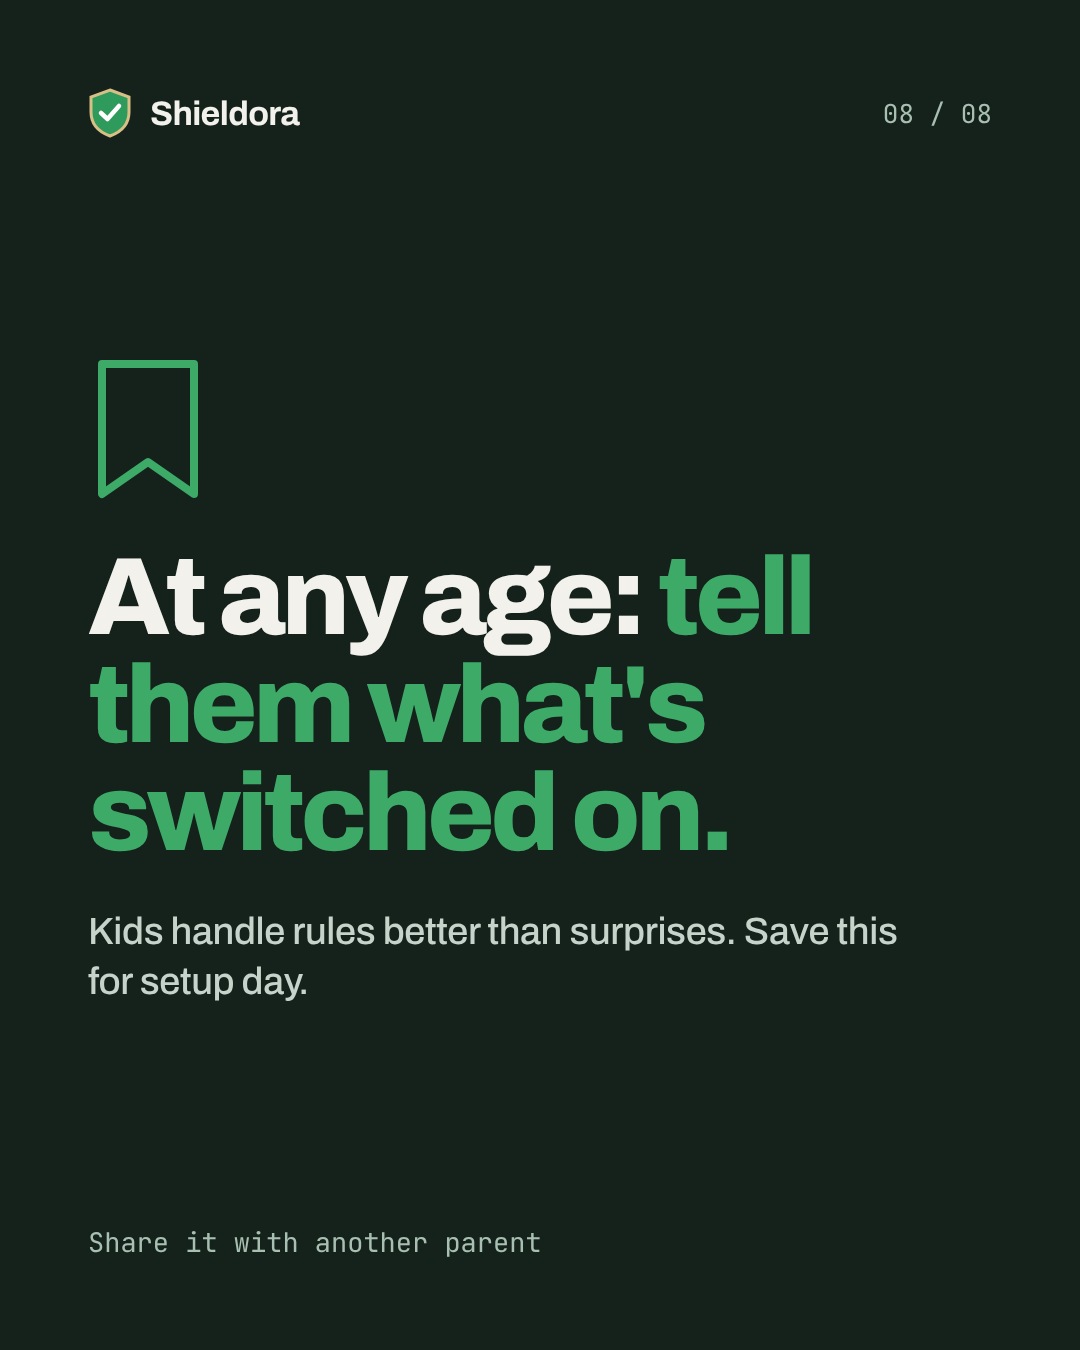 Shieldora
08 / 08
At any age: tell
them what's
switched on.
Kids handle rules better than surprises. Save this
for setup day.
Share it with another parent